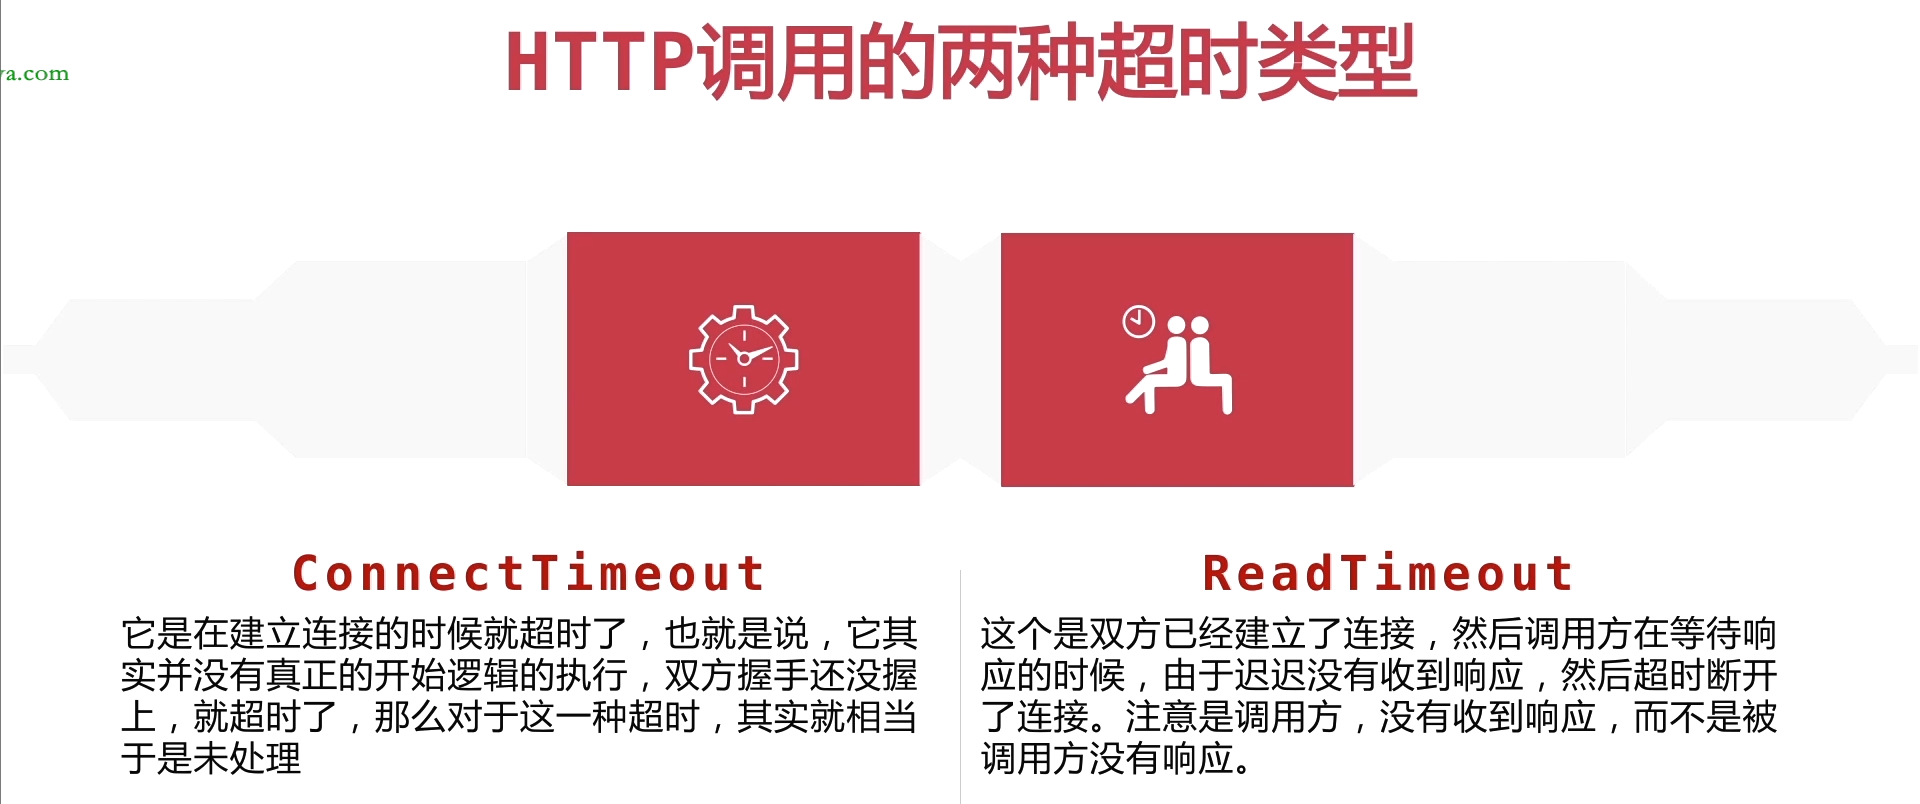 HTTP调用的两种超时类型
va.com
ConnectTimeout
它是在建立连接的时候就超时了，也就是说，它其
实并没有真正的开始逻辑的执行，双方握手还没握
上，就超时了，那么对于这一种超时，其实就相当
于是未处理
ReadTimeout
这个是双方已经建立了连接，然后调用方在等待响
应的时候，由于迟迟没有收到响应，然后超时断开
了连接。注意是调用方，没有收到响应，而不是被
调用方没有响应。